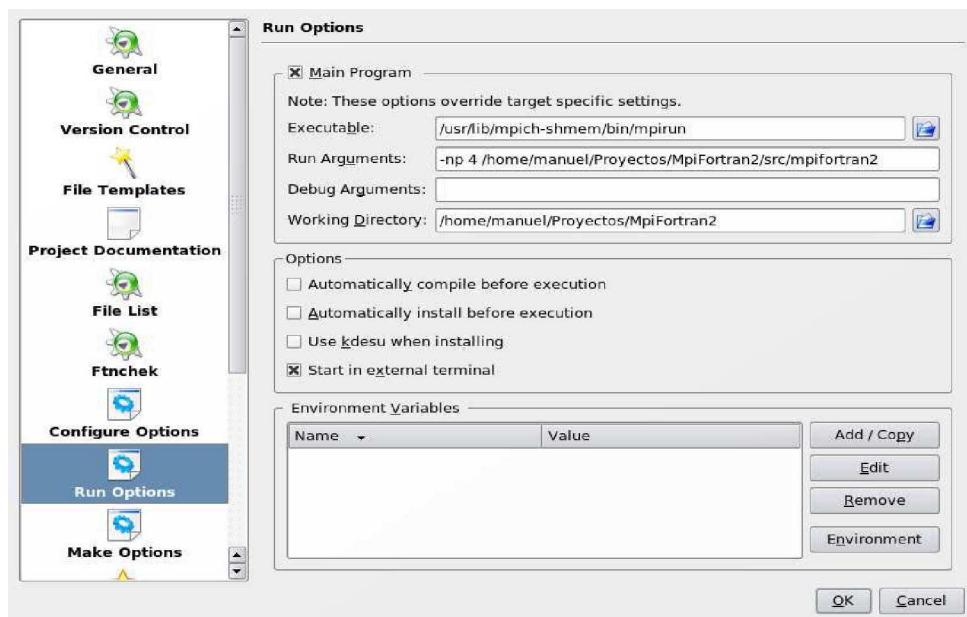 General
Version Control
File Templates
Project Documentation
File List
Ftnchek
Configure Options
Run Options
Make Options
Run Options
Main Program
Note: These options override target specific settings.
Executable: /usr/lib/mpich-shmem/bin/mpirun
Run Arguments: -np 4 /home/manuel/Proyectos/MpiFortran2/src/mpifortran2
Debug Arguments:
Working Directory: /home/manuel/Proyectos/MpiFortran2
Options
Automatically compile before execution
Automatically install before execution
Use kdesu when installing
Start in external terminal
Environment Variables
Name Value
Add / Copy
Edit
Remove
Environment
OK Cancel